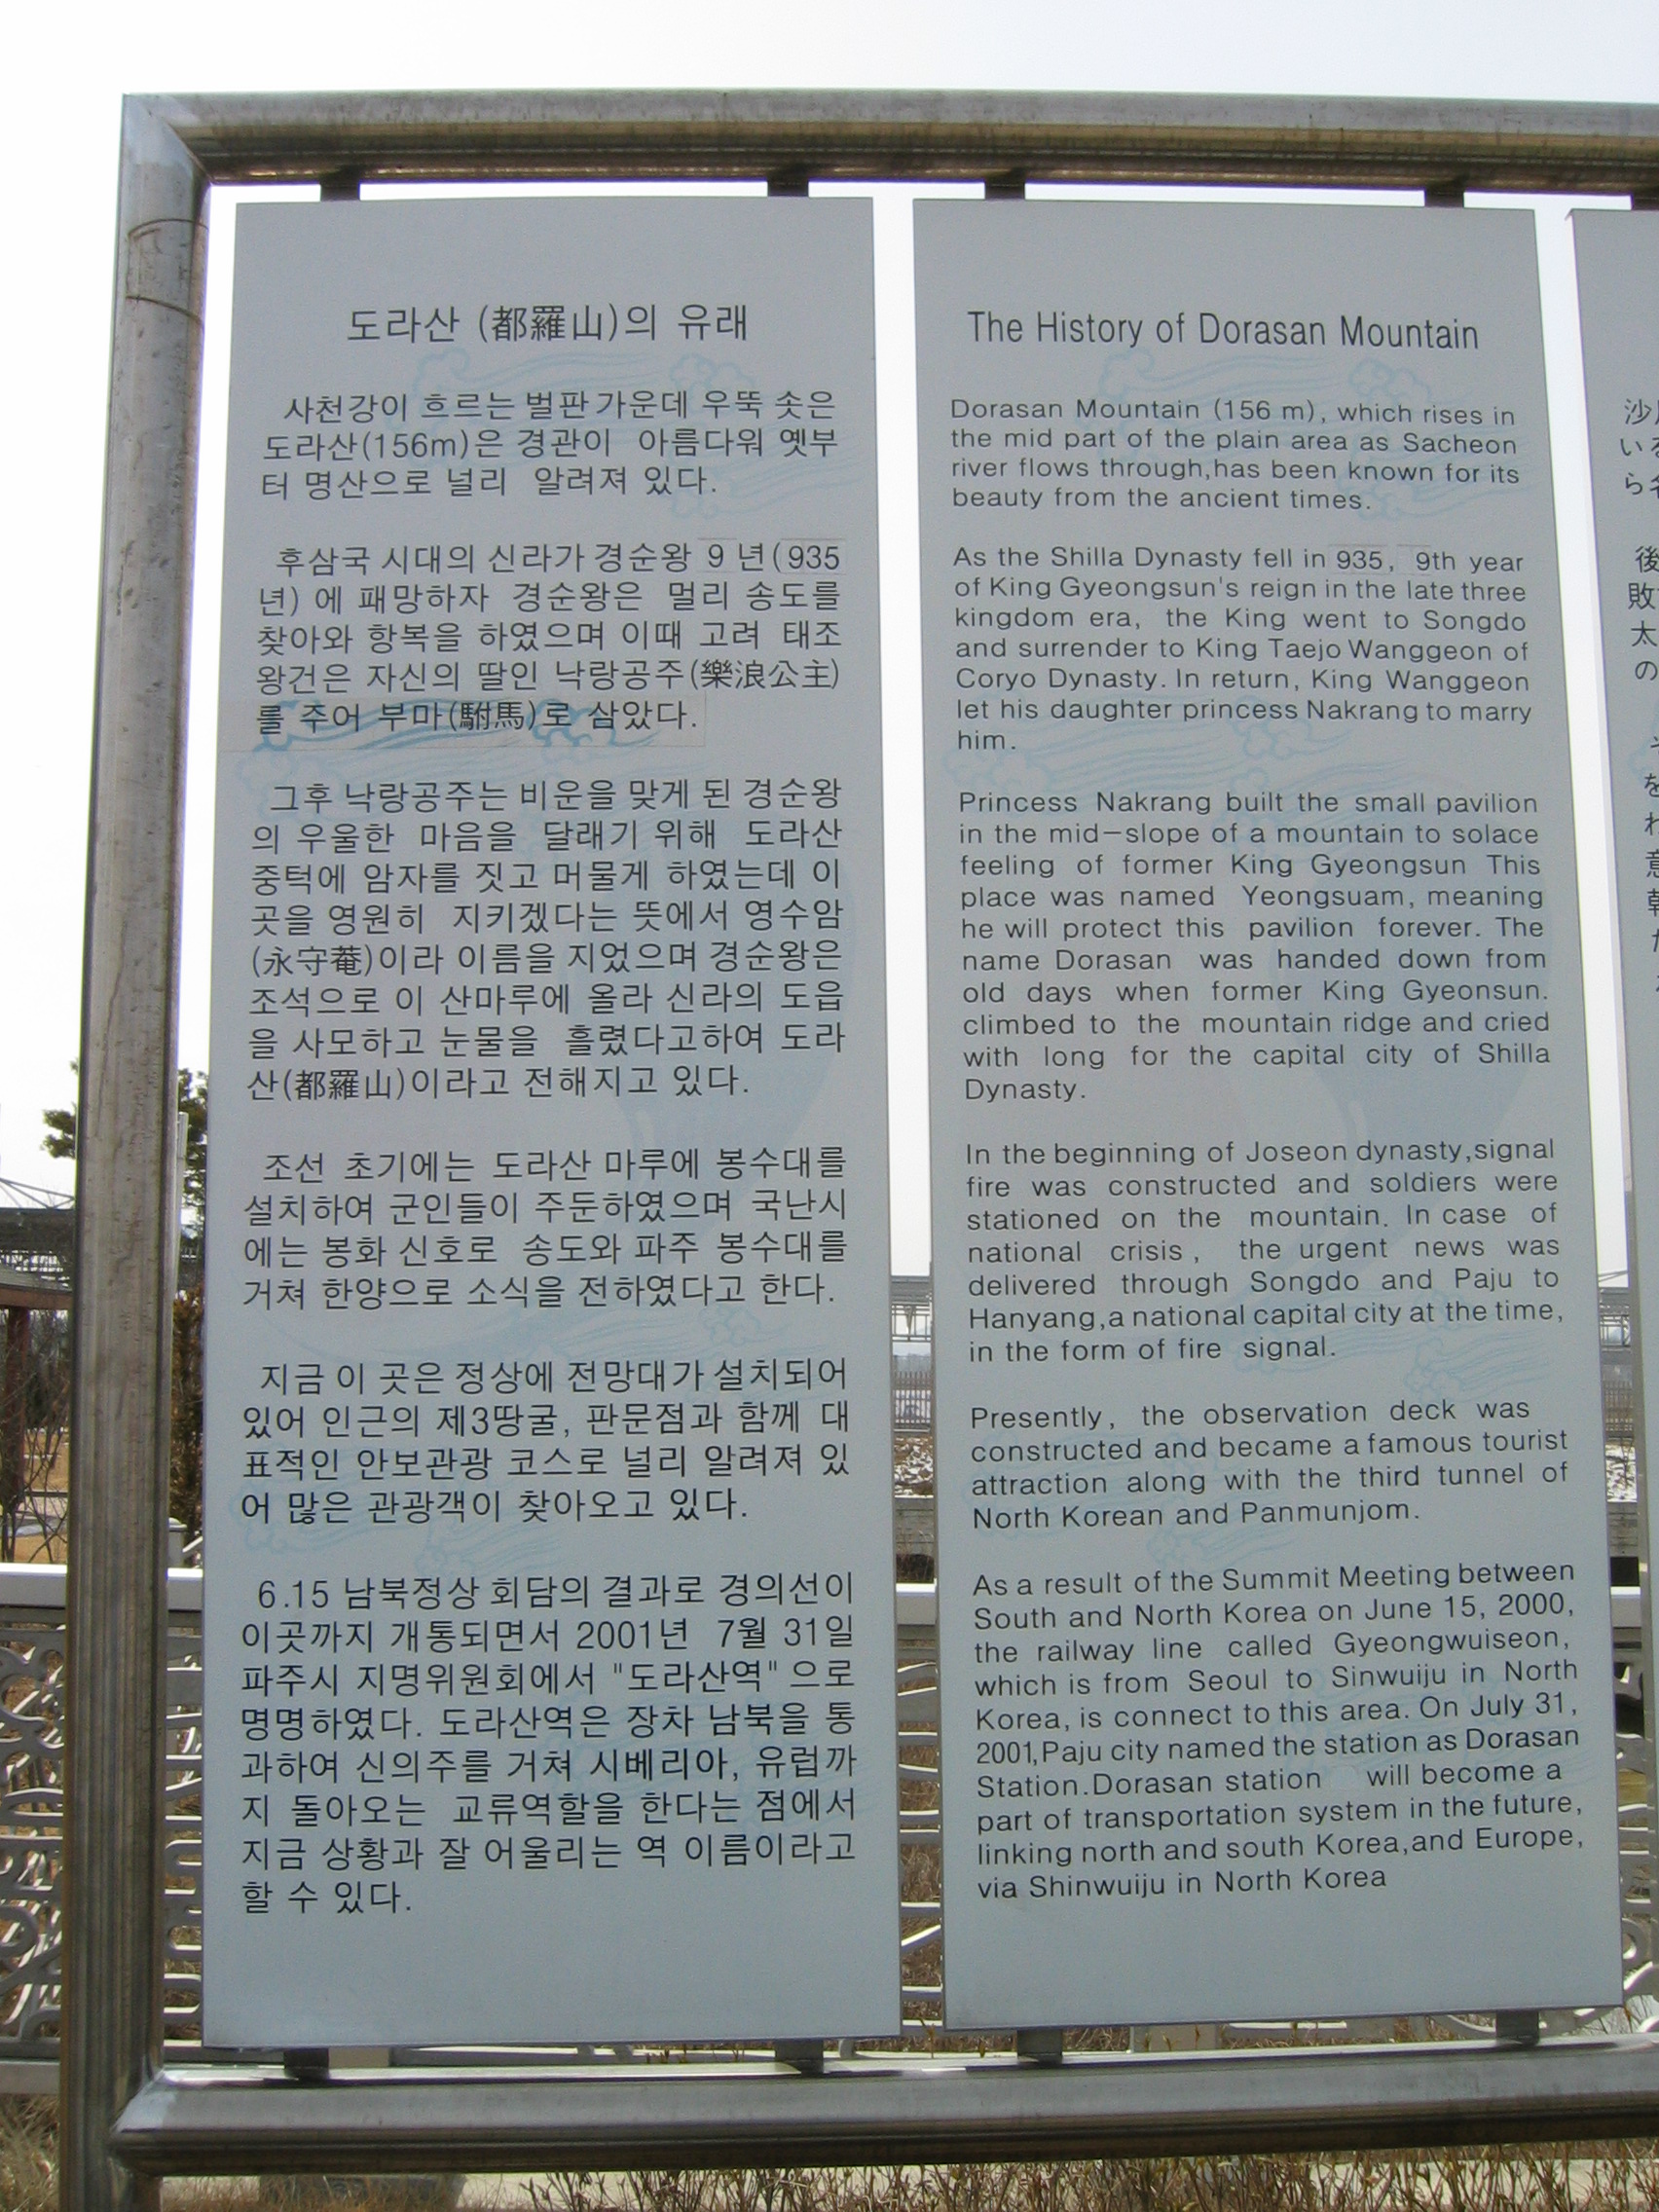 도라산 (都羅山)의 유래
사천강이 흐르는 벌판 가운데 우뚝 솟은
도라산(156m)은 경관이 아름다워 옛부
터 명산으로 널리 알려져 있다.
후삼국 시대의 신라가 경순왕 9 년(935
년) 에 패망하자 경순왕은 멀리 송도를
찾아와 항복을 하였으며 이때 고려 태조
왕건은 자신의 딸인 낙랑공주(樂浪公主)
를 주어 부마(駙馬)로 삼았다.
그후 낙랑공주는 비운을 맞게 된 경순왕
의 우울한 마음을 달래기 위해 도라산
중턱에 암자를 짓고 머물게 하였는데 이
곳을 영원히 지키겠다는 뜻에서 영수암
(永守菴)이라 이름을 지었으며 경순왕은
조석으로 이 산마루에 올라 신라의 도읍
을 사모하고 눈물을 흘렸다고하여 도라
산(都羅山)이라고 전해지고 있다.
조선 초기에는 도라산 마루에 봉수대를
설치하여 군인들이 주둔하였으며 국난시
에는 봉화 신호로 송도와 파주 봉수대를
거쳐 한양으로 소식을 전하였다고 한다.
지금 이 곳은 정상에 전망대가 설치되어
있어 인근의 제3땅굴, 판문점과 함께 대
표적인 안보관광 코스로 널리 알려져 있
어 많은 관광객이 찾아오고 있다.
6.15 남북정상 회담의 결과로 경의선이
이곳까지 개통되면서 2001년 7월 31일
파주시 지명위원회에서 "도라산역" 으로
명명하였다. 도라산역은 장차 남북을 통
과하여 신의주를 거쳐 시베리아, 유럽까
지 돌아오는 교류역할을 한다는 점에서
지금 상황과 잘 어울리는 역 이름이라고
할 수 있다.
The History of Dorasan Mountain
Dorasan Mountain (156 m), which rises in
the mid part of the plain area as Sacheon
river flows through,has been known for its
beauty from the ancient times.
As the Shilla Dynasty fell in 935, 9th year
of King Gyeongsun's reign in the late three
kingdom era, the King went to Songdo
and surrender to King Taejo Wanggeon of
Coryo Dynasty. In return, King Wanggeon
let his daughter princess Nakrang to marry
him.
Princess Nakrang built the small pavilion
in the mid-slope of a mountain to solace
feeling of former King Gyeongsun This
place was named Yeongsuam, meaning
he will protect this pavilion forever. The
name Dorasan was handed down from
old days when former King Gyeonsun.
climbed to the mountain ridge and cried
with long for the capital city of Shilla
Dynasty.
In the beginning of Joseon dynasty,signal
fire was constructed and soldiers were
stationed on the mountain. In case of
national crisis, the urgent news was
delivered through Songdo and Paju to
Hanyang,a national capital city at the time,
in the form of fire signal.
Presently, the observation deck was
constructed and became a famous tourist
attraction along with the third tunnel of
North Korean and Panmunjom.
As a result of the Summit Meeting between
South and North Korea on June 15, 2000,
the railway line called Gyeongwuiseon,
which is from Seoul to Sinwuiju in North
Korea, is connect to this area. On July 31,
2001,Paju city named the station as Dorasan
Station.Dorasan station will become a
part of transportation system in the future,
linking north and south Korea,and Europe,
via Shinwuiju in North Korea